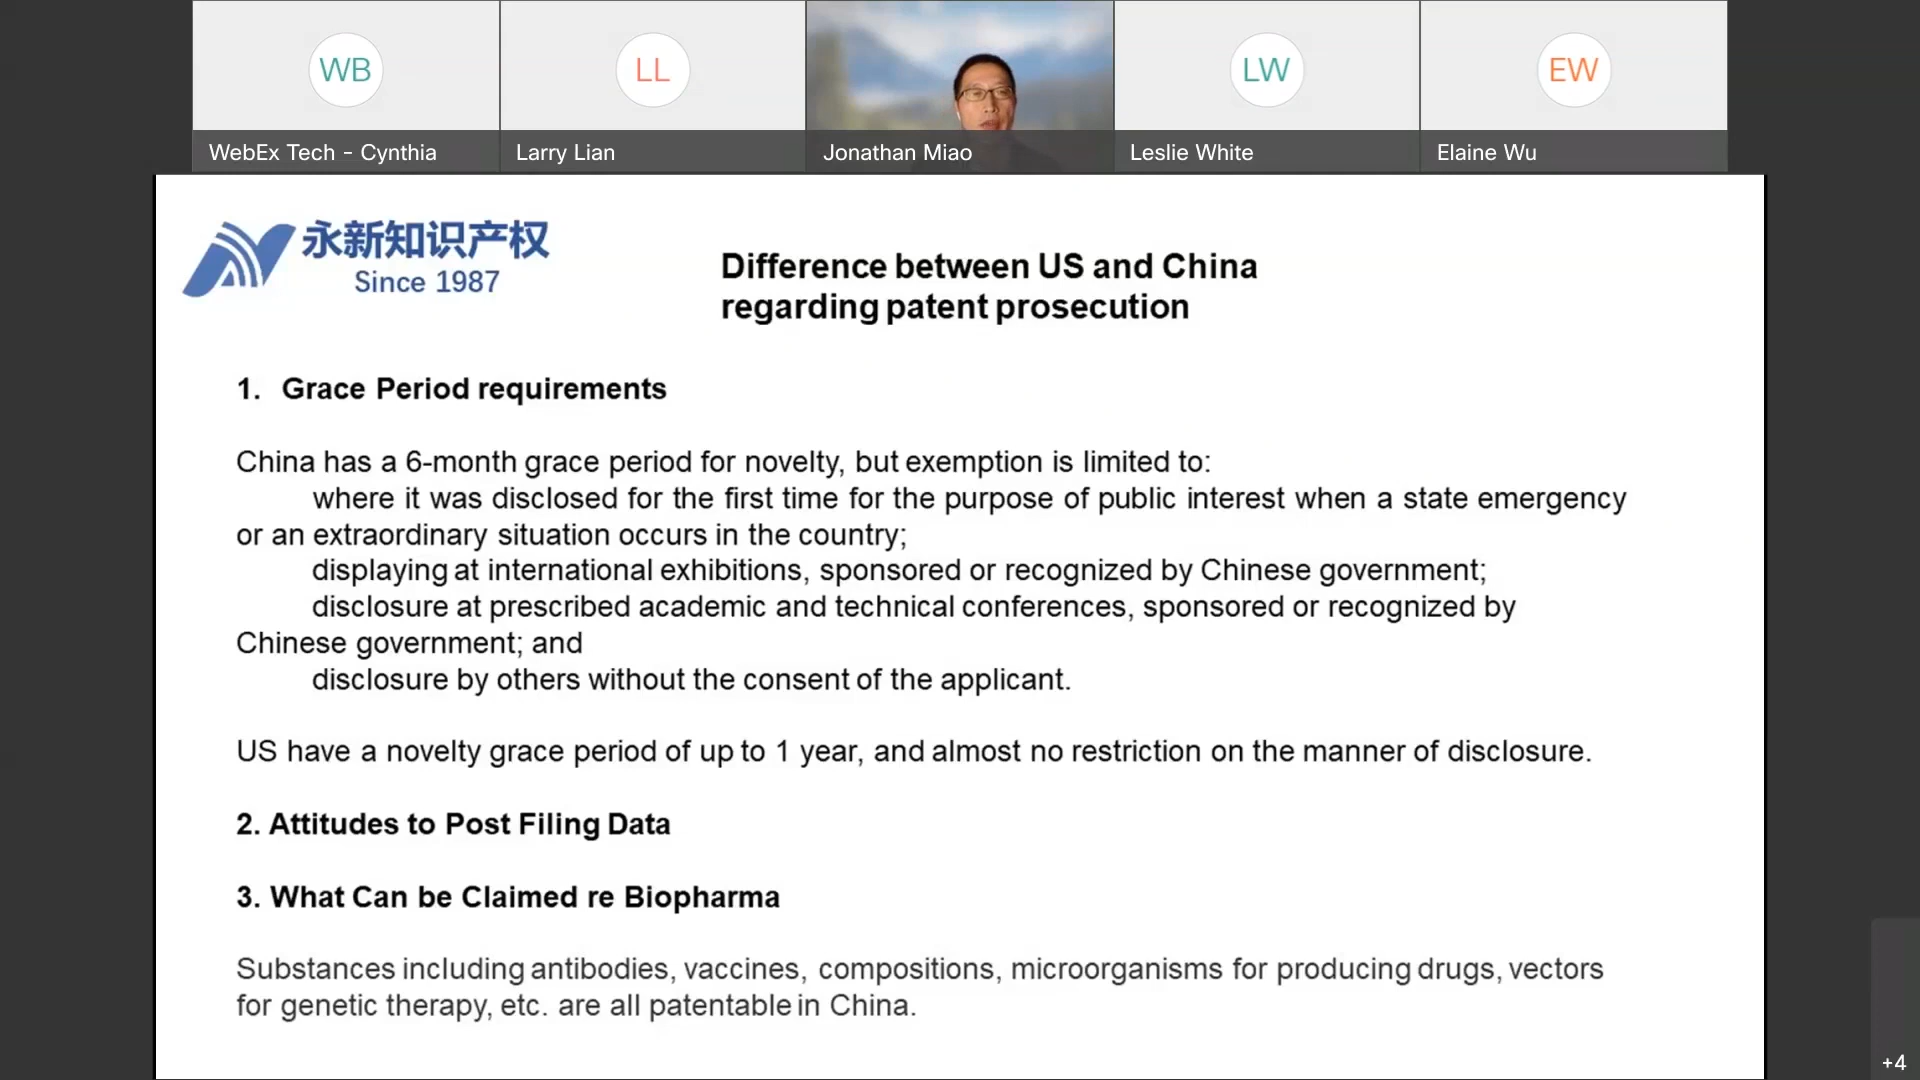 WB
LL
LW
EW
WebEx Tech - Cynthia
Larry Lian
Jonathan Miao
Leslie White
Elaine Wu
永新知识产权
Since 1987
Difference between US and China
regarding patent prosecution
1. Grace Period requirements
China has a 6-month grace period for novelty, but exemption is limited to:
where it was disclosed for the first time for the purpose of public interest when a state emergency
or an extraordinary situation occurs in the country;
displaying at international exhibitions, sponsored or recognized by Chinese government;
disclosure at prescribed academic and technical conferences, sponsored or recognized by
Chinese government; and
disclosure by others without the consent of the applicant.
US have a novelty grace period of up to 1 year, and almost no restriction on the manner of disclosure.
2. Attitudes to Post Filing Data
3. What Can be Claimed re Biopharma
Substances including antibodies, vaccines, compositions, microorganisms for producing drugs, vectors
for genetic therapy, etc. are all patentable in China.
+4